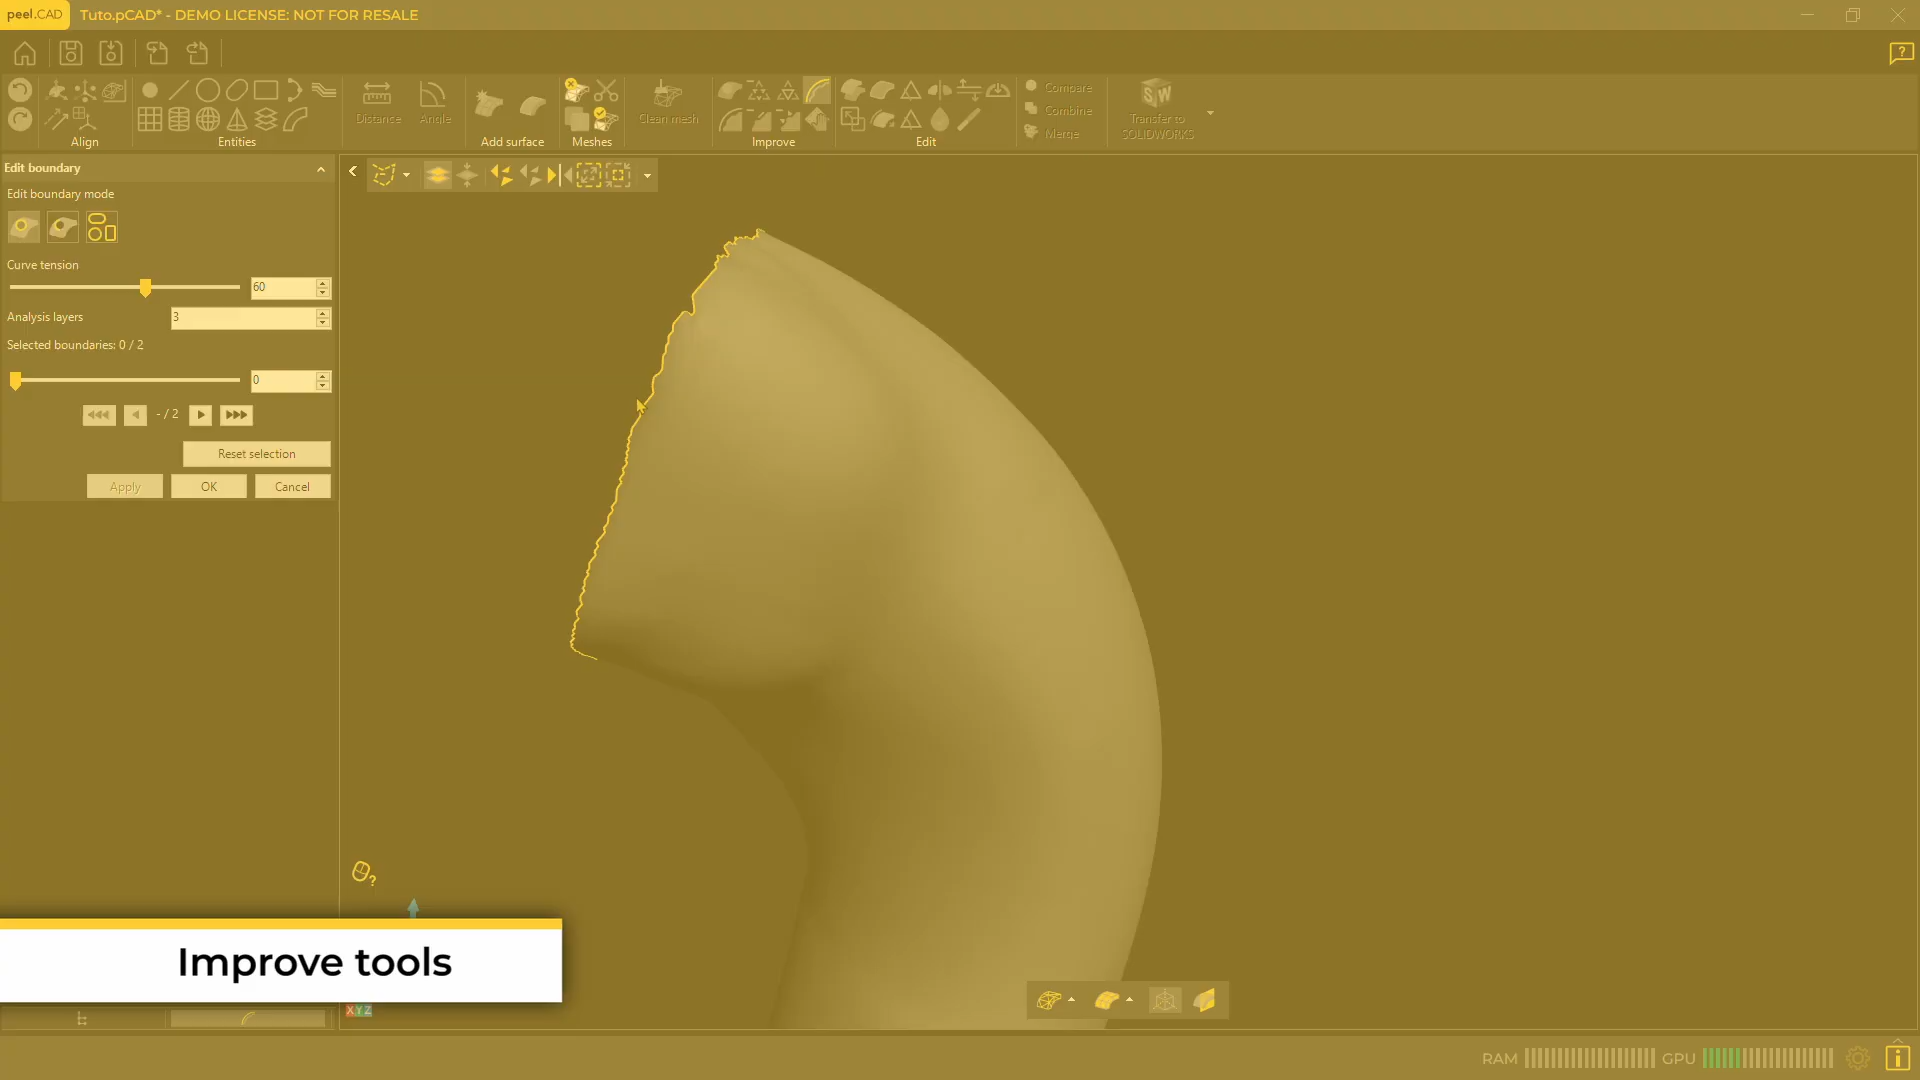 peel.CAD
Tuto.pCAD* - DEMO LICENSE: NOT FOR RESALE
Align
Entities
Distance
Angle
Add surface
Meshes
Clean mesh
Improve
Edit
Compare
Combine
Merge
SW
Transfer to
SOLIDWORKS
Edit boundary
Edit boundary mode
Curve tension
60
Analysis layers
3
Selected boundaries: 0 / 2
0
- / 2
Reset selection
Apply
OK
Cancel
Improve tools
XYZ
RAM
GPU